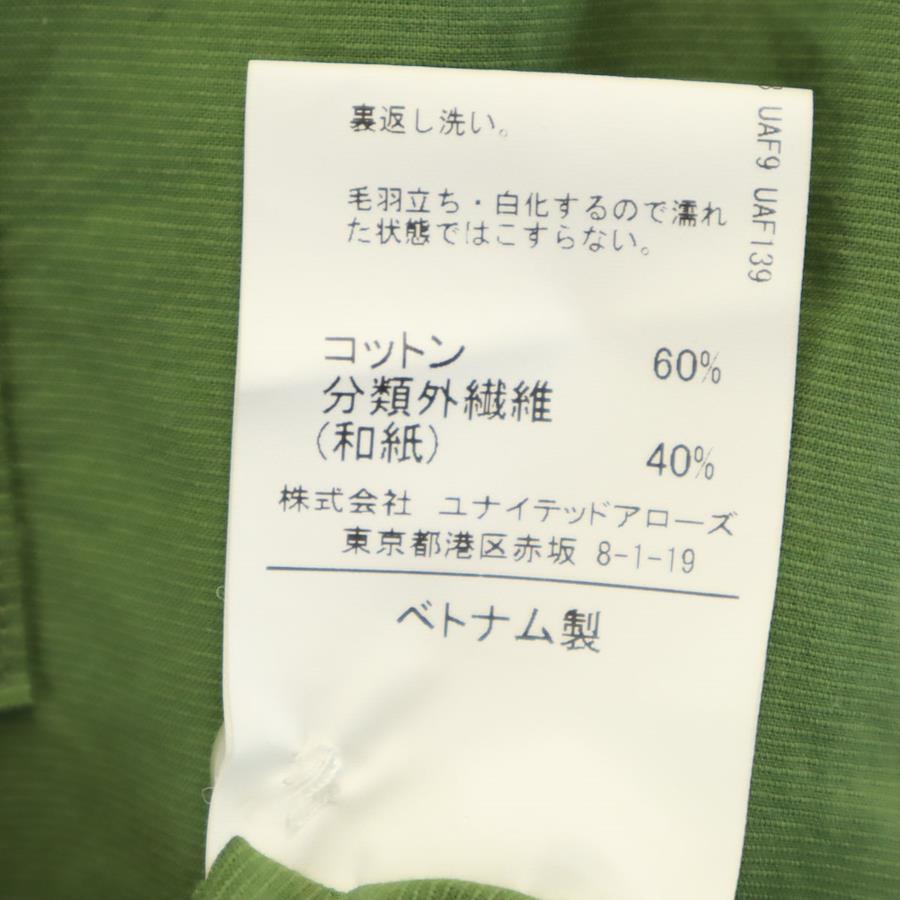 裏返し洗い。
毛羽立ち・白化するので濡れ
た状態ではこすらない。
UAF9 UAF139
コットン 60%
分類外繊維
(和紙) 40%
株式会社 ユナイテッドアローズ
東京都港区赤坂 8-1-19
ベトナム製